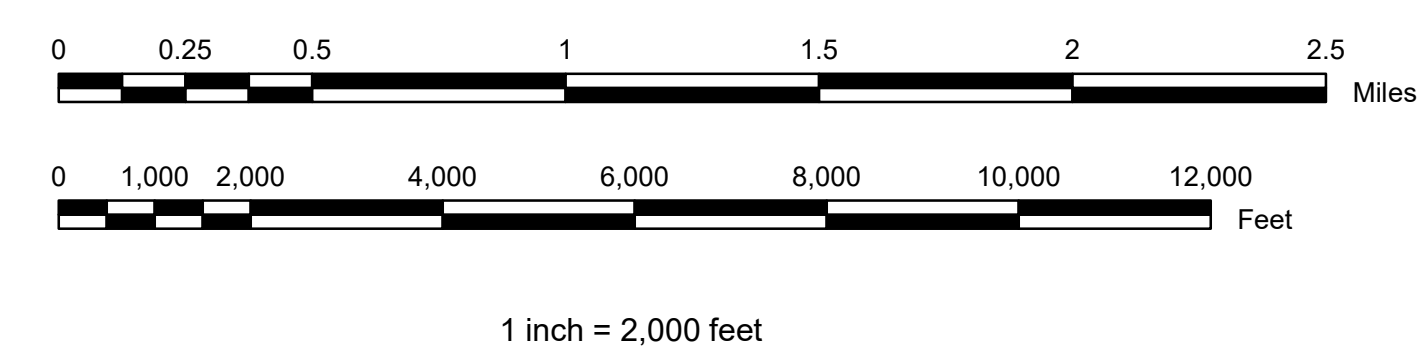 0 0.25 0.5 1 1.5 2 2.5
Miles
0 1,000 2,000 4,000 6,000 8,000 10,000 12,000
Feet
1 inch = 2,000 feet